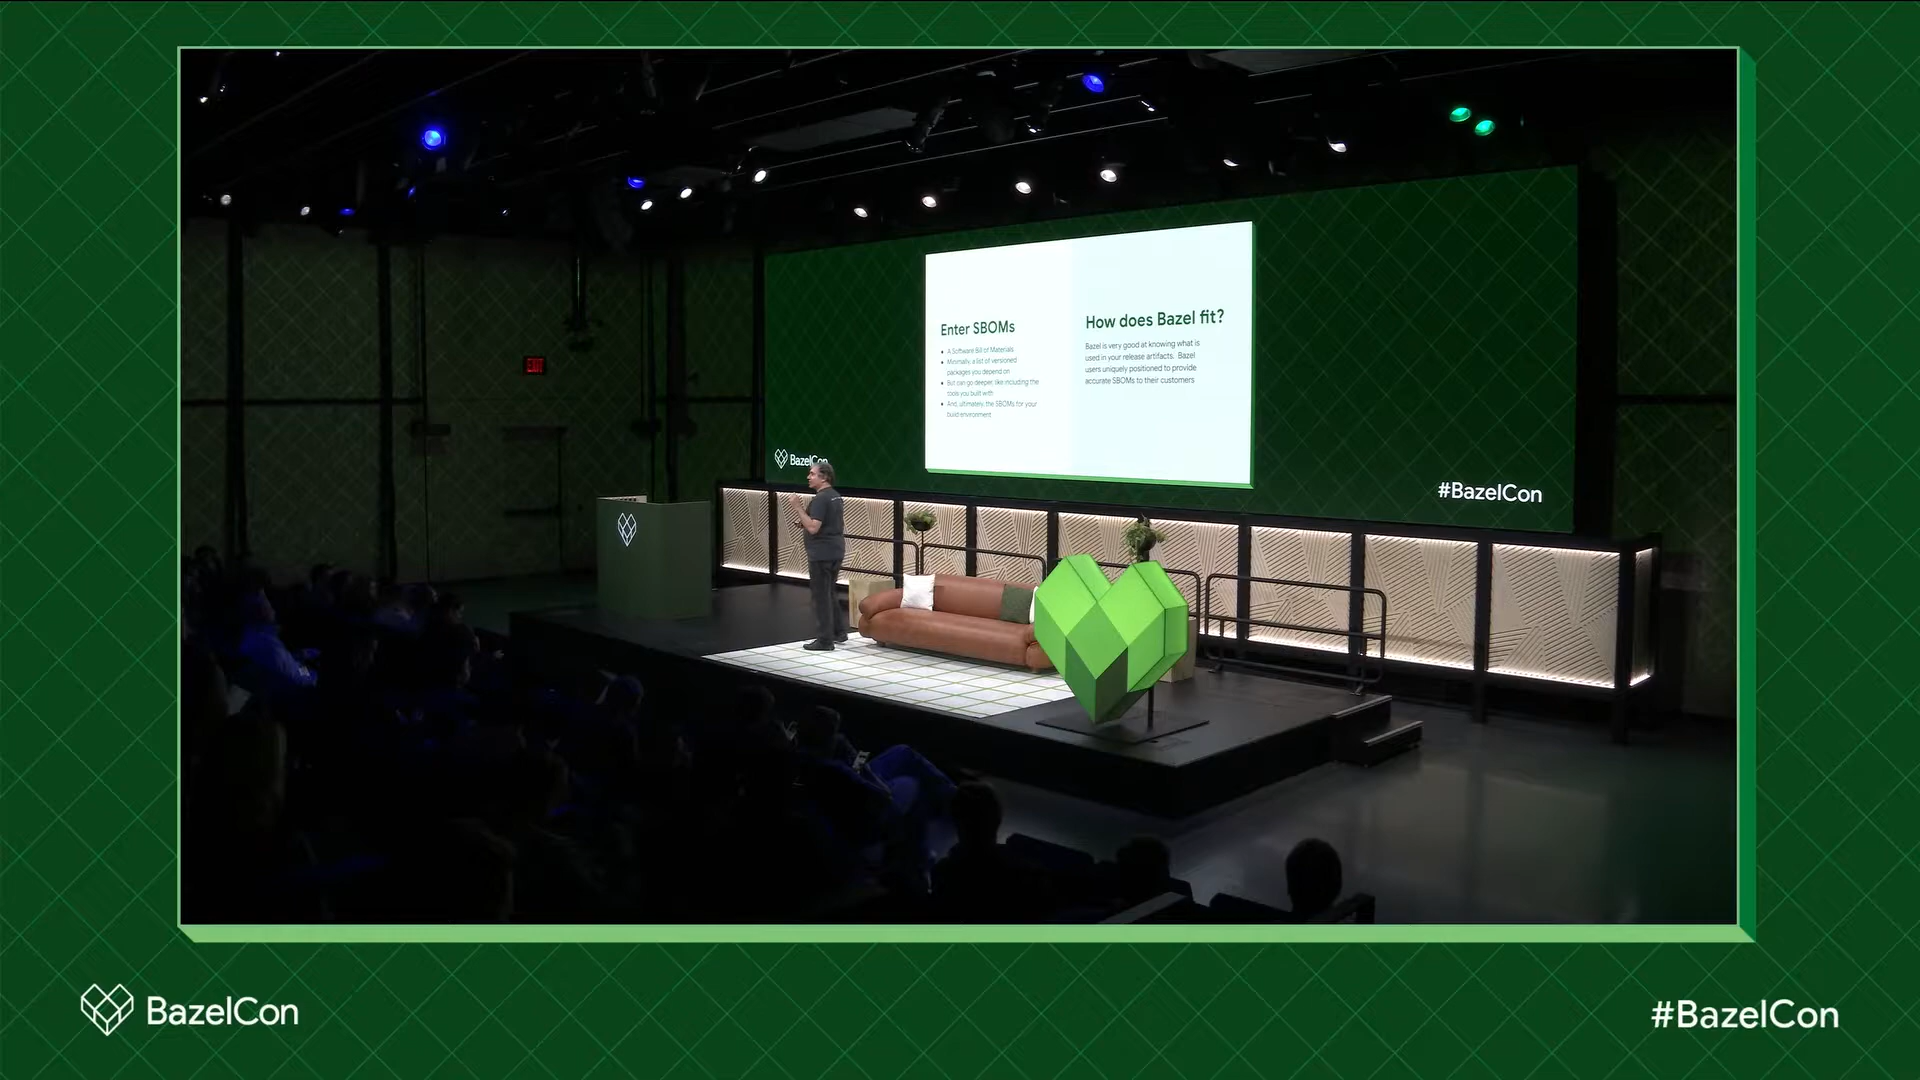 EXIT
Enter SBOMs
• A Software Bill of Materials
• Minimally, a list of versioned
packages you depend on
• But can go deeper, like including the
tools you built with
• And, ultimately, the SBOMs for your
build environment
How does Bazel fit?
Bazel is very good at knowing what is
used in your release artifacts. Bazel
users uniquely positioned to provide
accurate SBOMs to their customers
BazelCon
#BazelCon
BazelCon
#BazelCon